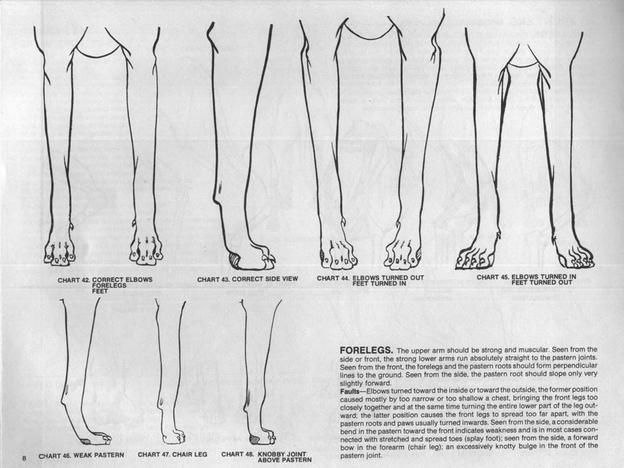 CHART 42. CORRECT ELBOWS
FORELEGS
FEET
CHART 43. CORRECT SIDE VIEW
CHART 44. ELBOWS TURNED OUT
FEET TURNED IN
CHART 45. ELBOWS TURNED IN
FEET TURNED OUT
FORELEGS. The upper arm should be strong and muscular. Seen from the
side or front, the strong lower arms run absolutely straight to the pastern joints.
Seen from the front, the forelegs and the pastern roots should form perpendicular
lines to the ground. Seen from the side, the pastern root should slope only very
slightly forward.
Faults—Elbows turned toward the inside or toward the outside, the former position
caused mostly by too narrow or too shallow a chest, bringing the front legs too
closely together and at the same time turning the entire lower part of the leg out-
ward; the latter position causes the front legs to spread too far apart, with the
pastern roots and paws usually turned inwards. Seen from the side, a considerable
bend in the pastern toward the front indicates weakness and is in most cases con-
nected with stretched and spread toes (splay foot); seen from the side, a forward
bow in the forearm (chair leg); an excessively knotty bulge in the front of the
pastern joint.
8
CHART 46. WEAK PASTERN
CHART 47. CHAIR LEG
CHART 48. KNOBBY JOINT
ABOVE PASTERN